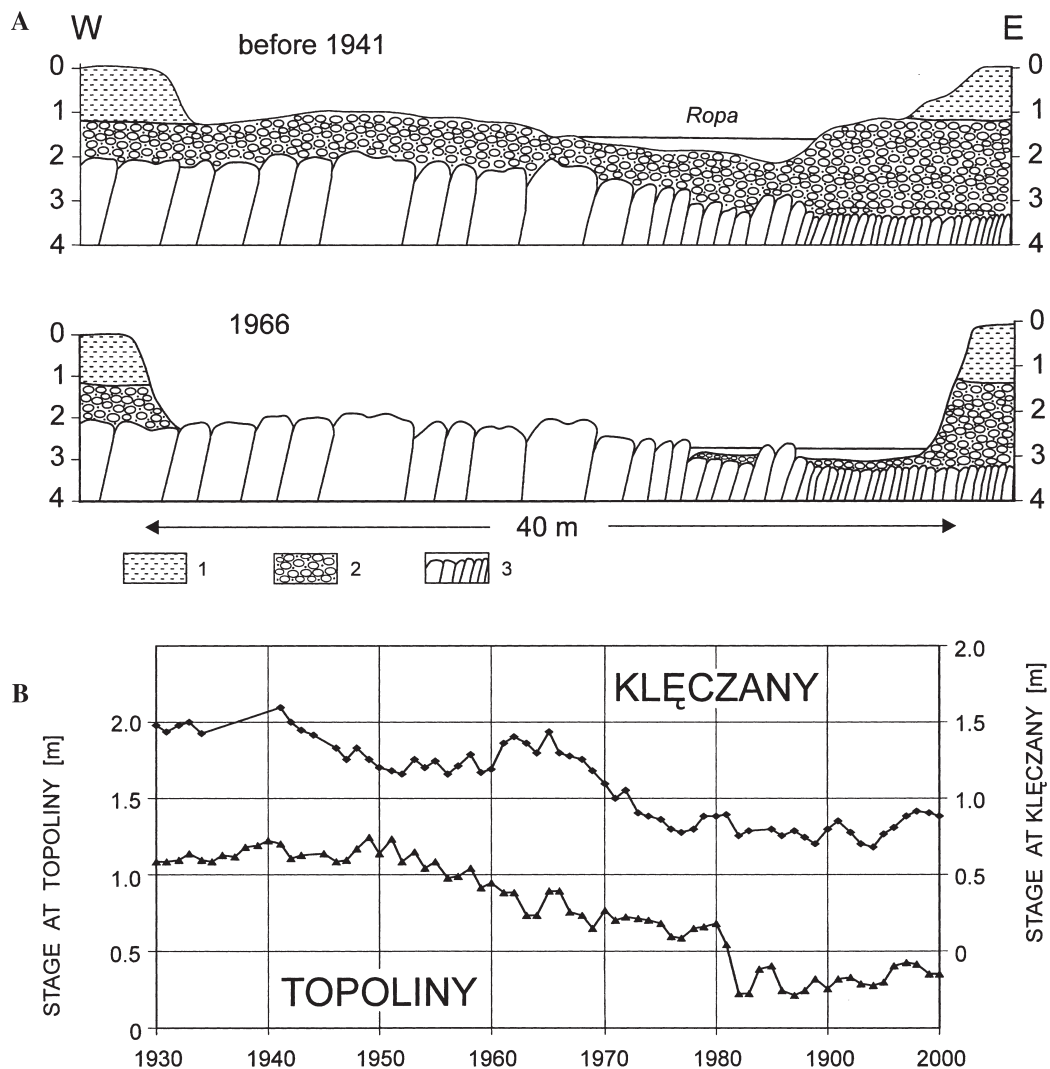 A
W
E
before 1941
0
1
2
3
4
Ropa
0
1
2
3
4
1966
0
1
2
3
4
0
1
2
3
4
40 m
1
2
3
B
KLĘCZANY
TOPOLINY
STAGE AT TOPOLINY [m]
2.0
1.5
1.0
0.5
0
2.0
1.5
1.0
0.5
0
STAGE AT KLĘCZANY [m]
1930 1940 1950 1960 1970 1980 1900 2000